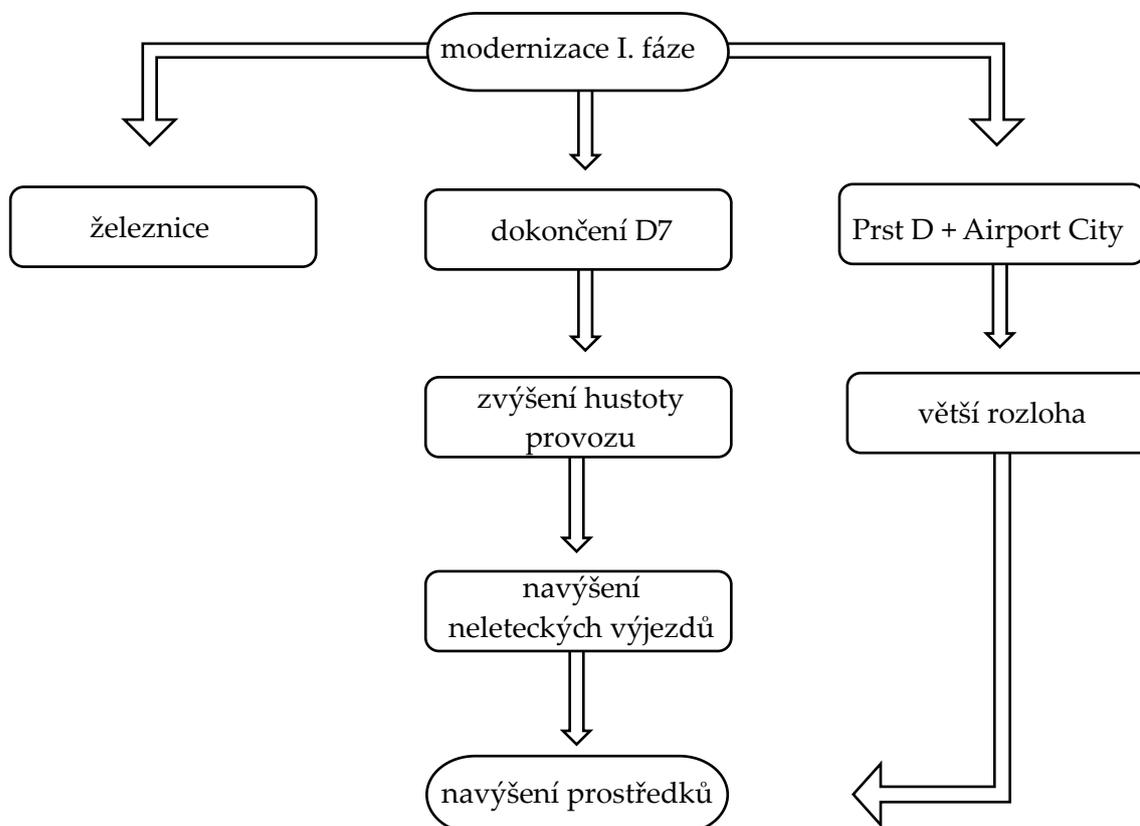 modernizace I. fáze
železnice
dokončení D7
Prst D + Airport City
zvýšení hustoty
provozu
větší rozloha
navýšení
neleteckých výjezdů
navýšení prostředků